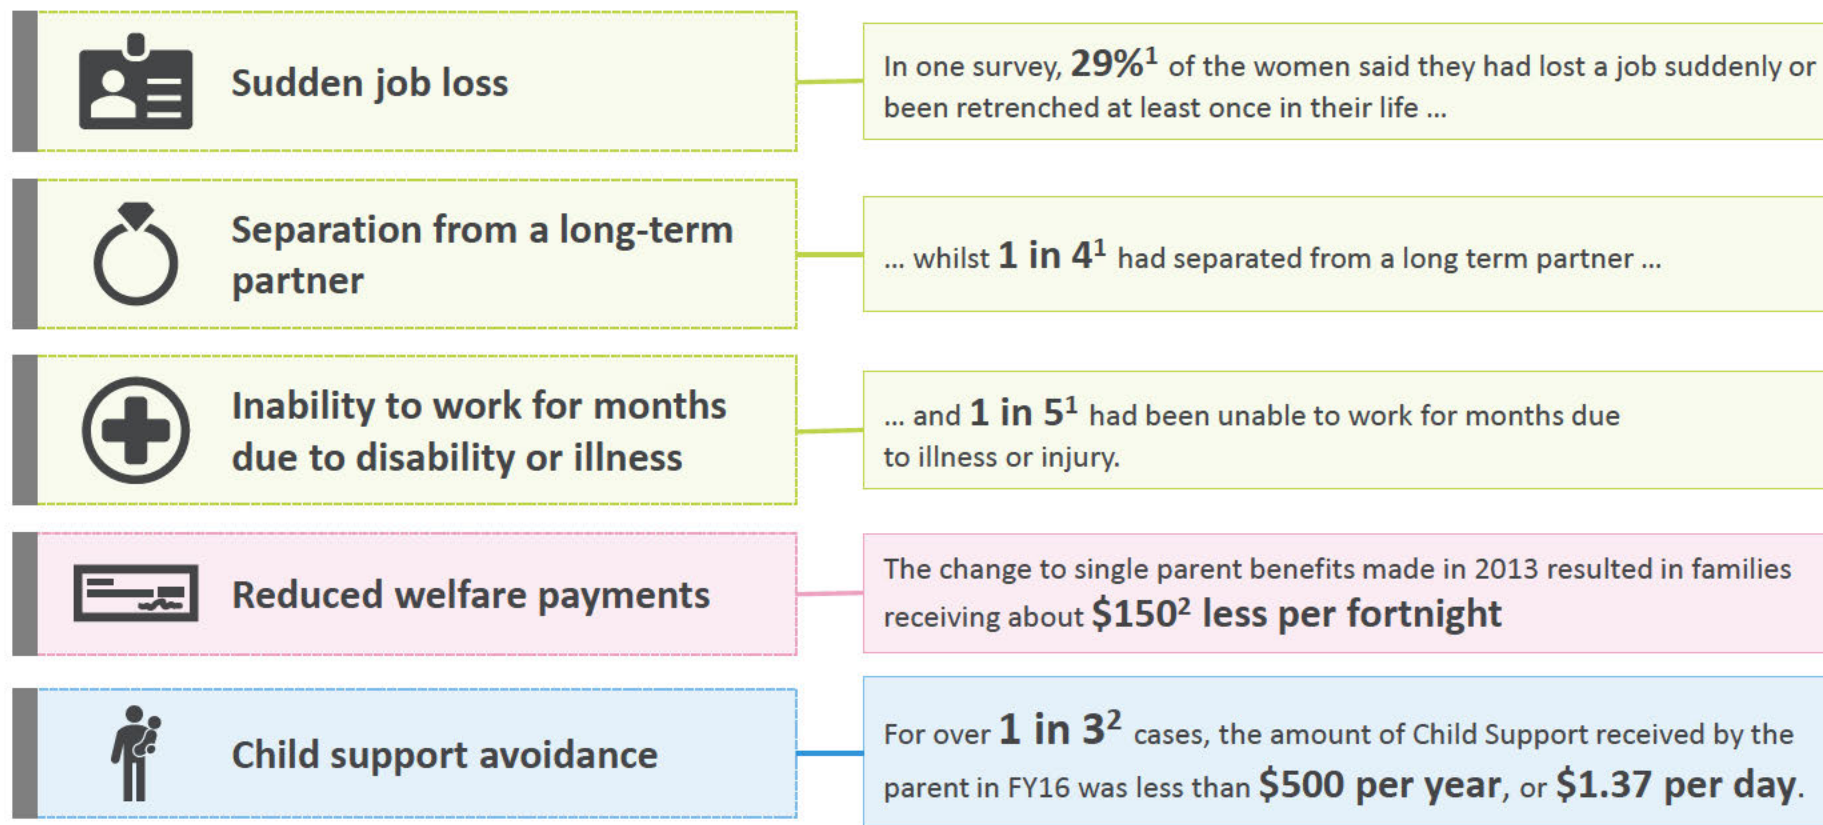 Sudden job loss
In one survey, 29%¹ of the women said they had lost a job suddenly or
been retrenched at least once in their life ...
Separation from a long-term
partner
... whilst 1 in 4¹ had separated from a long term partner ...
Inability to work for months
due to disability or illness
... and 1 in 5¹ had been unable to work for months due
to illness or injury.
Reduced welfare payments
The change to single parent benefits made in 2013 resulted in families
receiving about $150² less per fortnight
Child support avoidance
For over 1 in 3² cases, the amount of Child Support received by the
parent in FY16 was less than $500 per year, or $1.37 per day.